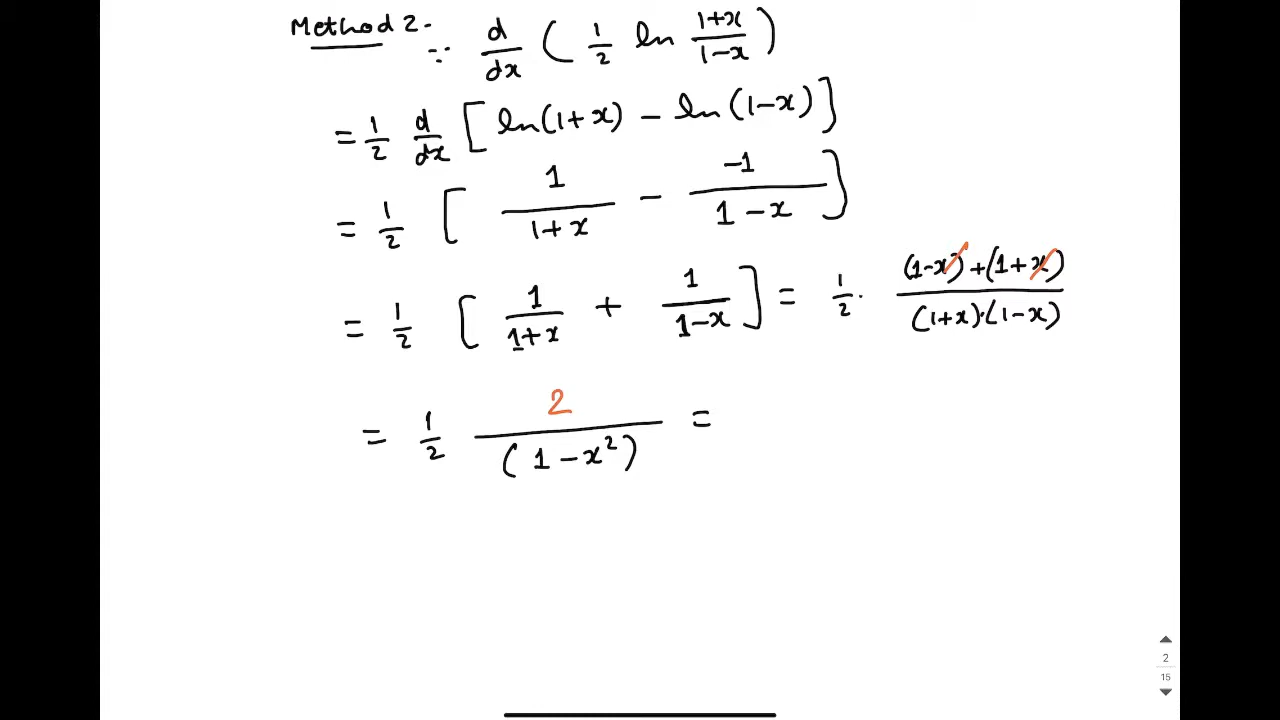 Method 2- ∵ d/dx ( 1/2 ln (1+x)/(1-x) )
= 1/2 d/dx [ ln(1+x) - ln(1-x) ]
= 1/2 [ 1/(1+x) - (-1)/(1-x) ]
= 1/2 [ 1/(1+x) + 1/(1-x) ] = 1/2 · ((1-x)+(1+x))/((1+x)·(1-x))
= 1/2 2/(1-x²) =
2
15